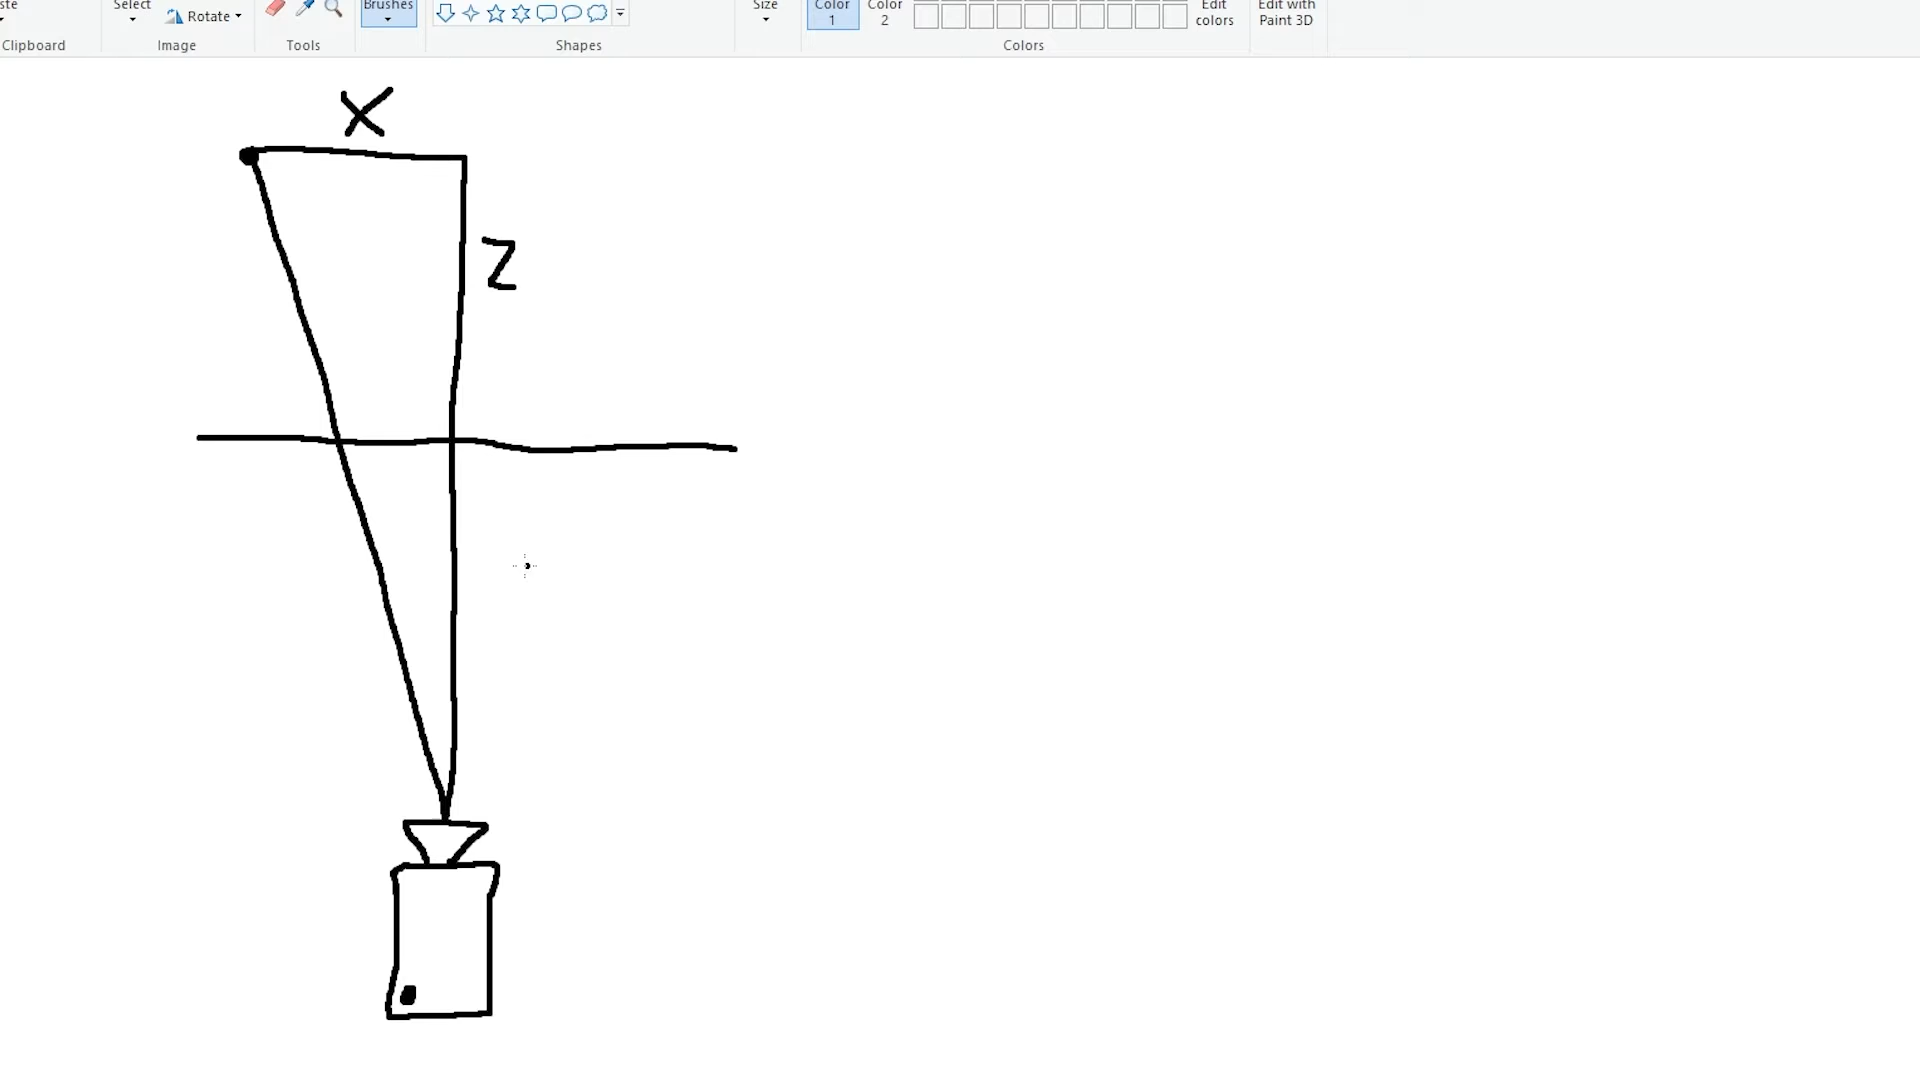 ste
Select
Rotate
Brushes
Size
Color
1
Color
2
Edit
colors
Edit with
Paint 3D
Clipboard
Image
Tools
Shapes
Colors
X
Z